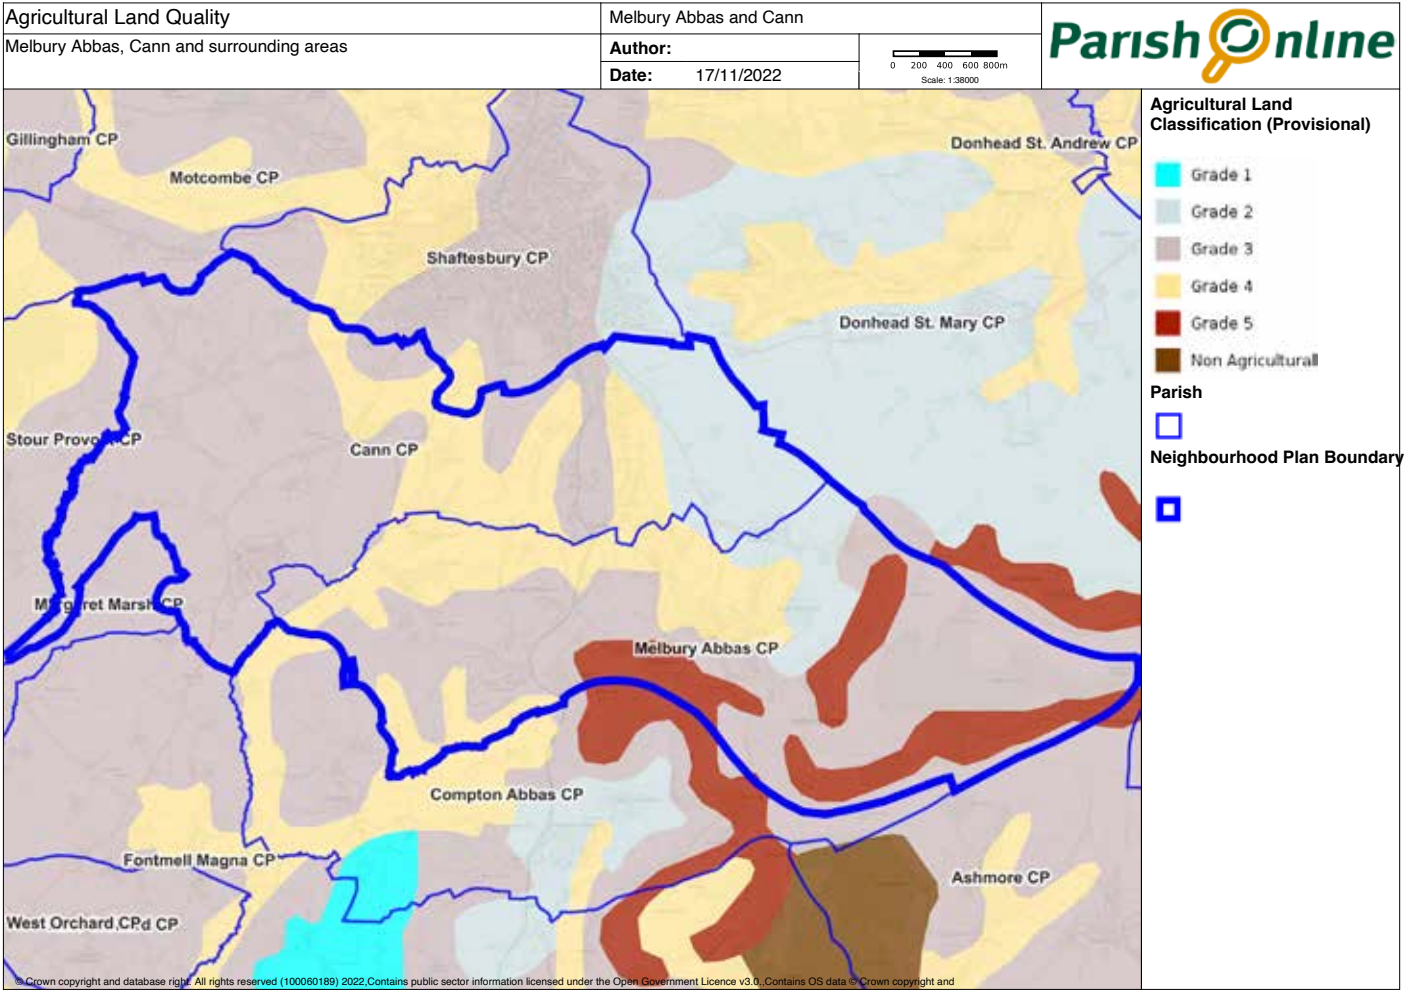 Agricultural Land Quality
Melbury Abbas, Cann and surrounding areas
Melbury Abbas and Cann
Author:
Date: 17/11/2022
0 200 400 600 800m
Scale: 1:38000
Parish Online
Agricultural Land
Classification (Provisional)
Grade 1
Grade 2
Grade 3
Grade 4
Grade 5
Non Agriculturall
Parish
Neighbourhood Plan Boundary
Gillingham CP
Motcombe CP
Donhead St. Andrew CP
Shaftesbury CP
Donhead St. Mary CP
Stour Provost CP
Cann CP
Margaret Marsh CP
Melbury Abbas CP
Compton Abbas CP
Fontmell Magna CP
Ashmore CP
West Orchard CPd CP
© Crown copyright and database right. All rights reserved (100060189) 2022,Contains public sector information licensed under the Open Government Licence v3.0.,Contains OS data © Crown copyright and